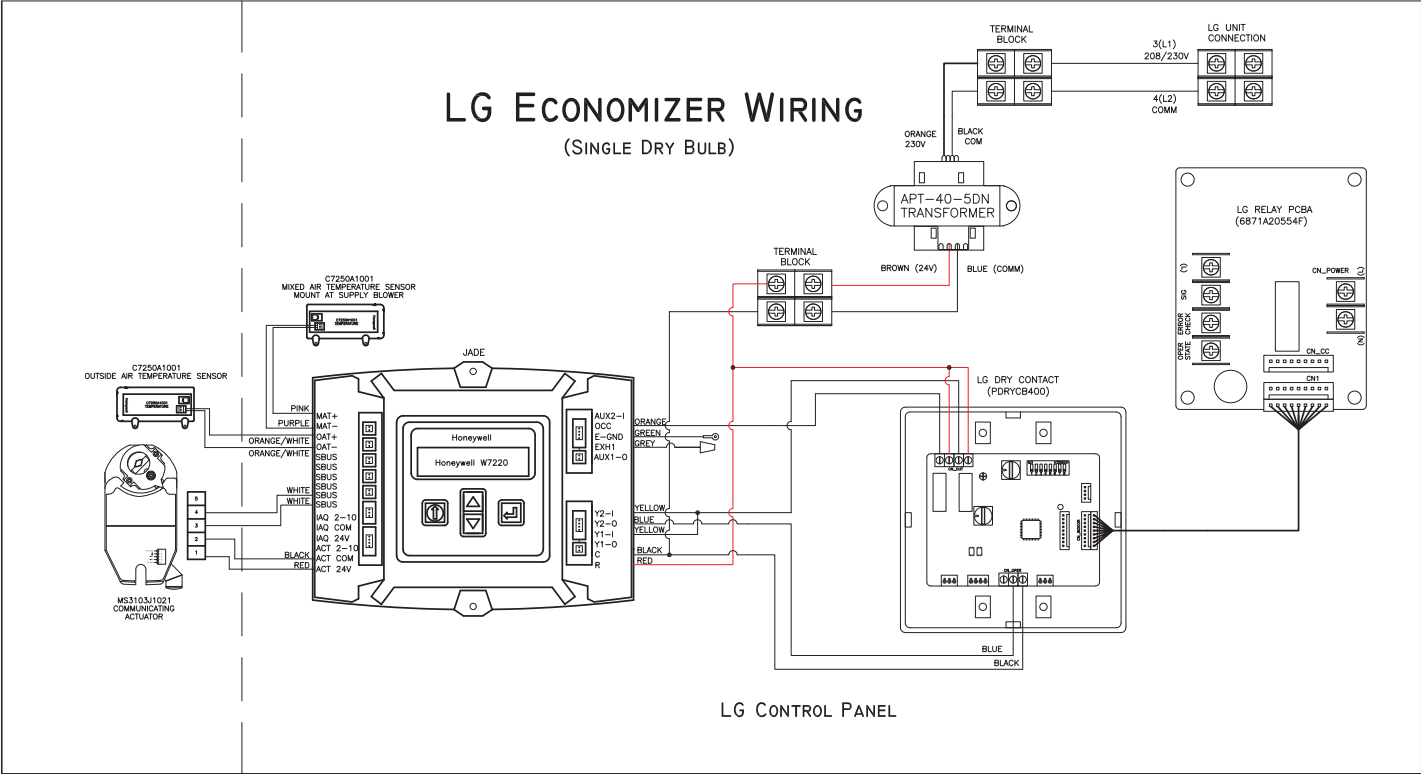 LG ECONOMIZER WIRING
(SINGLE DRY BULB)
TERMINAL
BLOCK
3(L1)
208/230V
4(L2)
COMM
LG UNIT
CONNECTION
ORANGE
230V
BLACK
COM
APT-40-5DN
TRANSFORMER
BROWN (24V)
BLUE (COMM)
TERMINAL
BLOCK
LG RELAY PCBA
(6871A20554F)
CN_POWER
(L)
(N)
SIG
ERROR
CHECK
OPER
STATE
CN_CC
CN1
C7250A1001
MIXED AIR TEMPERATURE SENSOR
MOUNT AT SUPPLY BLOWER
C7250A1001
TEMPERATURE
C7250A1001
OUTSIDE AIR TEMPERATURE SENSOR
C7250A1001
TEMPERATURE
MS3103J1021
COMMUNICATING
ACTUATOR
5
4
3
2
1
JADE
PINK
PURPLE
ORANGE/WHITE
ORANGE/WHITE
WHITE
WHITE
BLACK
RED
MAT+
MAT-
OAT+
OAT-
SBUS
SBUS
SBUS
SBUS
SBUS
SBUS
IAQ 2-10
IAQ COM
IAQ 24V
ACT 2-10
ACT COM
ACT 24V
Honeywell
Honeywell W7220
AUX2-I
OCC
E-GND
EXH1
AUX1-O
Y2-I
Y2-O
Y1-I
Y1-O
C
R
ORANGE
GREEN
GREY
YELLOW
BLUE
YELLOW
BLACK
RED
LG DRY CONTACT
(PDRYCB400)
CN_OUT
CN_OPER
BLUE
BLACK
LG CONTROL PANEL